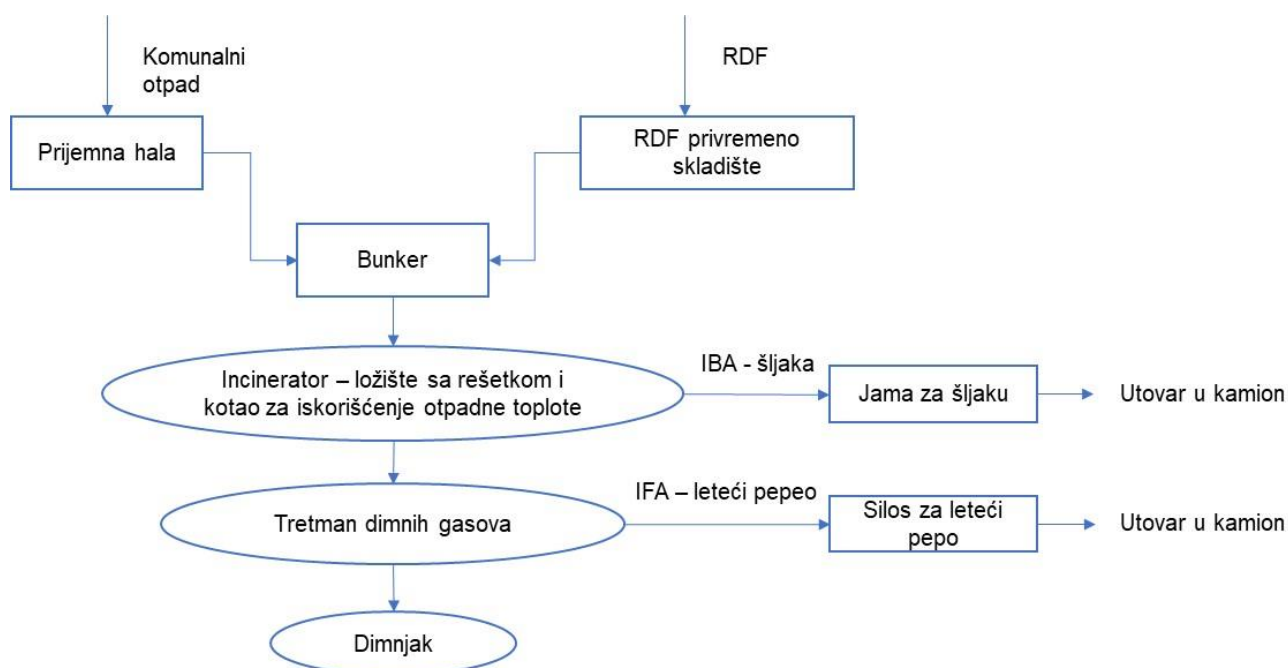 Komunalni
otpad
RDF
Prijemna hala
RDF privremeno
skladište
Bunker
Incinerator – ložište sa rešetkom i
kotao za iskorišćenje otpadne toplote
IBA - šljaka
Jama za šljaku
Utovar u kamion
Tretman dimnih gasova
IFA – leteći pepeo
Silos za leteći
pepo
Utovar u kamion
Dimnjak